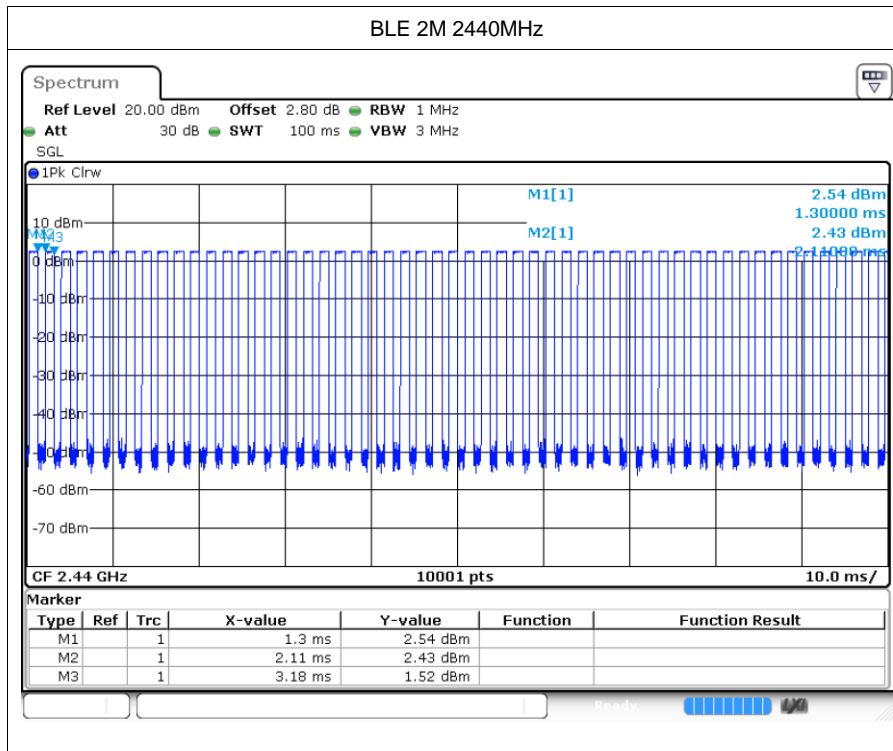 BLE 2M 2440MHz
Spectrum
Ref Level 20.00 dBm Offset 2.80 dB RBW 1 MHz
Att 30 dB SWT 100 ms VBW 3 MHz
SGL
1Pk Clrw
M1[1] 2.54 dBm
1.30000 ms
10 dBm
M2[1] 2.43 dBm
M3
2.11000 ms
0 dBm
-10 dBm
-20 dBm
-30 dBm
-40 dBm
-60 dBm
-70 dBm
CF 2.44 GHz 10001 pts 10.0 ms/
Marker
Type Ref Trc X-value Y-value Function Function Result
M1 1 1.3 ms 2.54 dBm
M2 1 2.11 ms 2.43 dBm
M3 1 3.18 ms 1.52 dBm
Ready